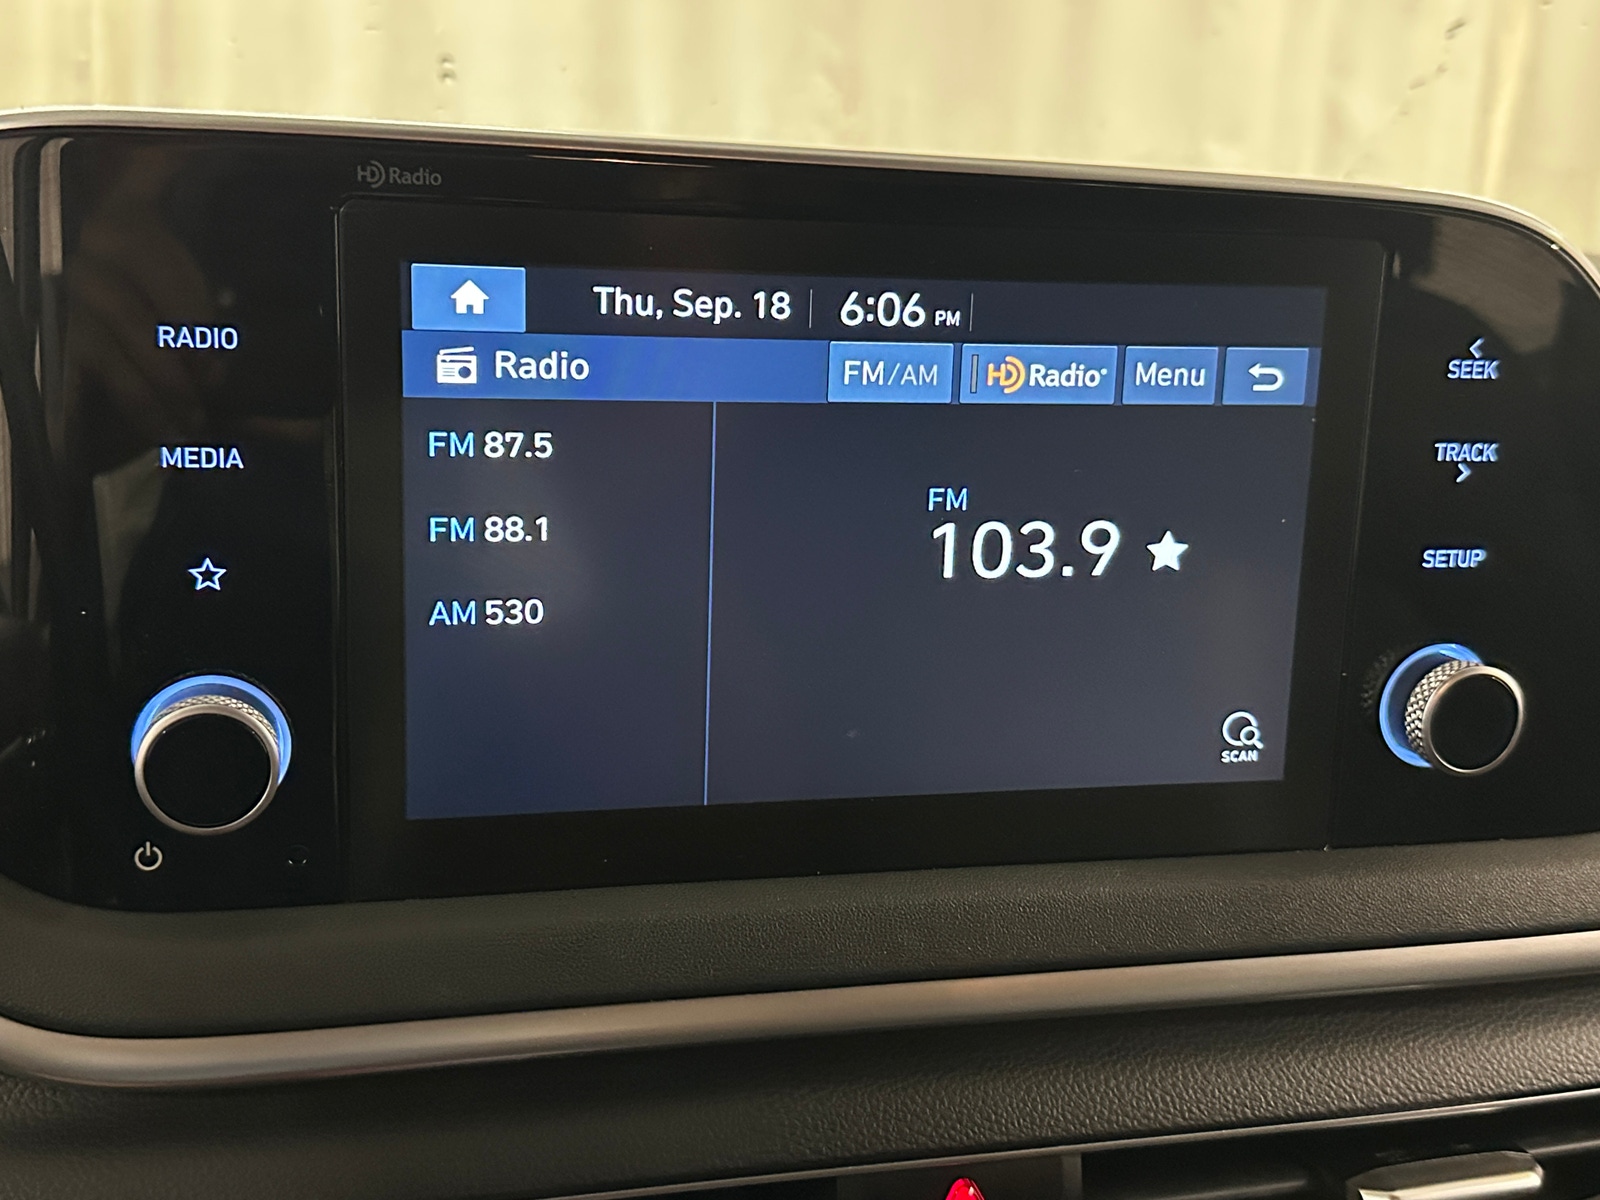 HD Radio
Thu, Sep. 18 6:06 PM
Radio FM/AM HD Radio Menu
RADIO
MEDIA
FM 87.5
FM 88.1
AM 530
FM
103.9
SCAN
SEEK
TRACK
SETUP